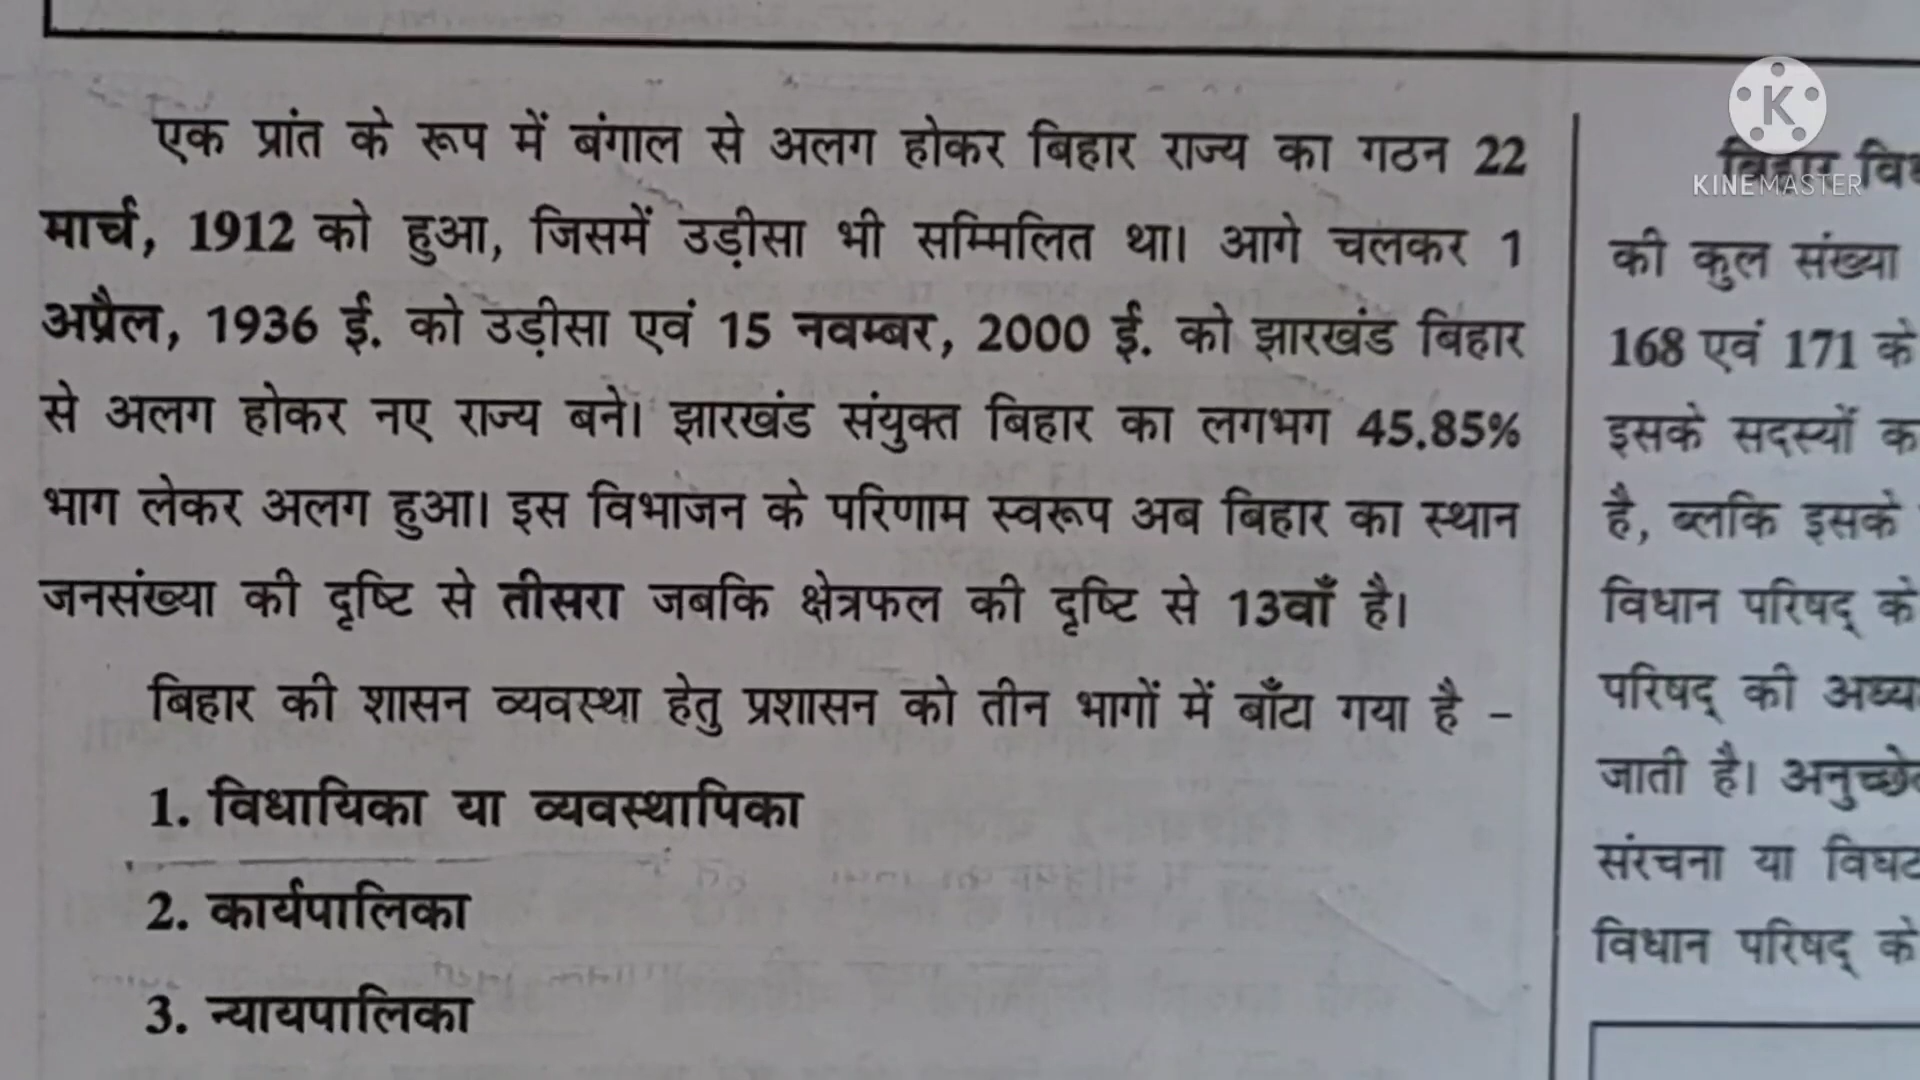 एक प्रांत के रूप में बंगाल से अलग होकर बिहार राज्य का गठन 22
मार्च, 1912 को हुआ, जिसमें उड़ीसा भी सम्मिलित था। आगे चलकर 1
अप्रैल, 1936 ई. को उड़ीसा एवं 15 नवम्बर, 2000 ई. को झारखंड बिहार
से अलग होकर नए राज्य बने। झारखंड संयुक्त बिहार का लगभग 45.85%
भाग लेकर अलग हुआ। इस विभाजन के परिणाम स्वरूप अब बिहार का स्थान
जनसंख्या की दृष्टि से तीसरा जबकि क्षेत्रफल की दृष्टि से 13वाँ है।
बिहार की शासन व्यवस्था हेतु प्रशासन को तीन भागों में बाँटा गया है –
1. विधायिका या व्यवस्थापिका
2. कार्यपालिका
3. न्यायपालिका
बिहार
की कुल संख्या
168 एवं 171 के
इसके सदस्यों
है, ब्लकि इसके
विधान परिषद् के
परिषद् की
जाती है।
संरचना या
विधान परिषद् के
KINEMASTER